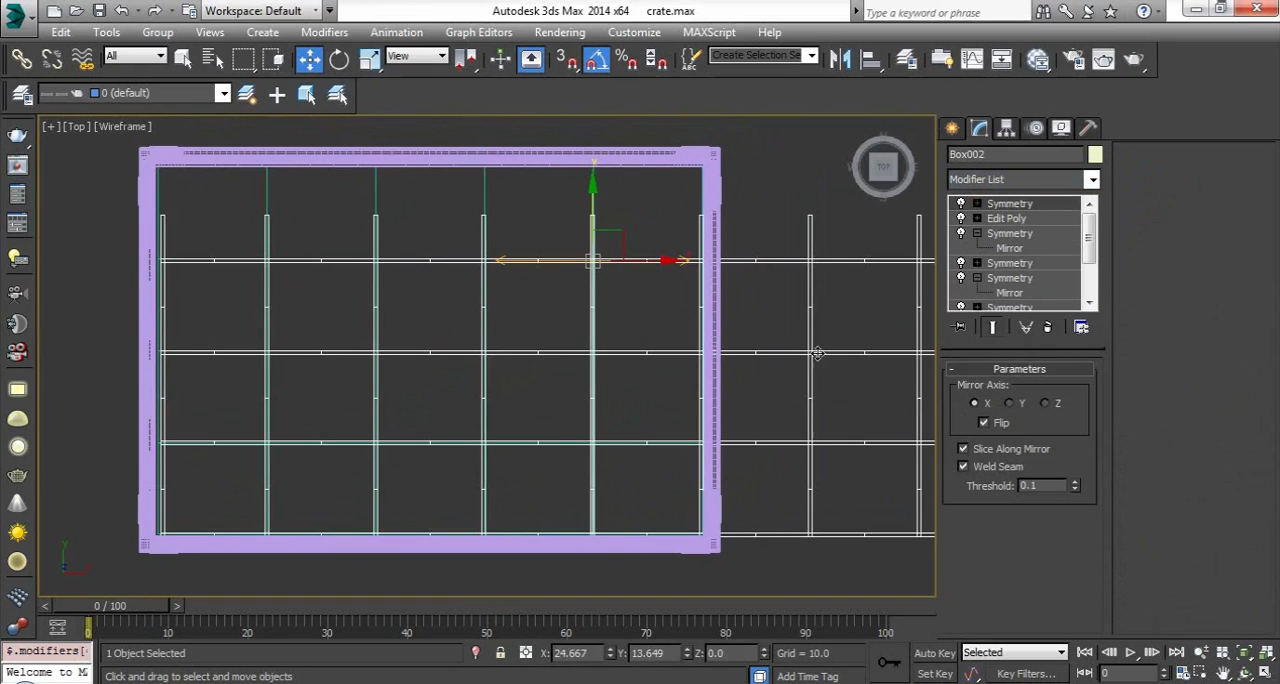 Workspace: Default
Autodesk 3ds Max 2014 x64 crate.max
Type a keyword or phrase
Edit Tools Group Views Create Modifiers Animation Graph Editors Rendering Customize MAXScript Help
All
View
3
Create Selection Se
0 (default)
[+] [Top] [Wireframe]
TOP
y
y
Box002
Modifier List
Symmetry
Edit Poly
Symmetry
Mirror
Symmetry
Symmetry
Mirror
Symmetry
Parameters
Mirror Axis:
X Y Z
Flip
Slice Along Mirror
Weld Seam
Threshold: 0.1
< 0 / 100 >
0 10 20 30 40 50 60 70 80 90 100
$.modifiers[
Welcome to M
1 Object Selected
X: 24.667 Y: 13.649 Z: 0.0
Grid = 10.0
Auto Key
Selected
Click and drag to select and move objects
Add Time Tag
Set Key
Key Filters...
0